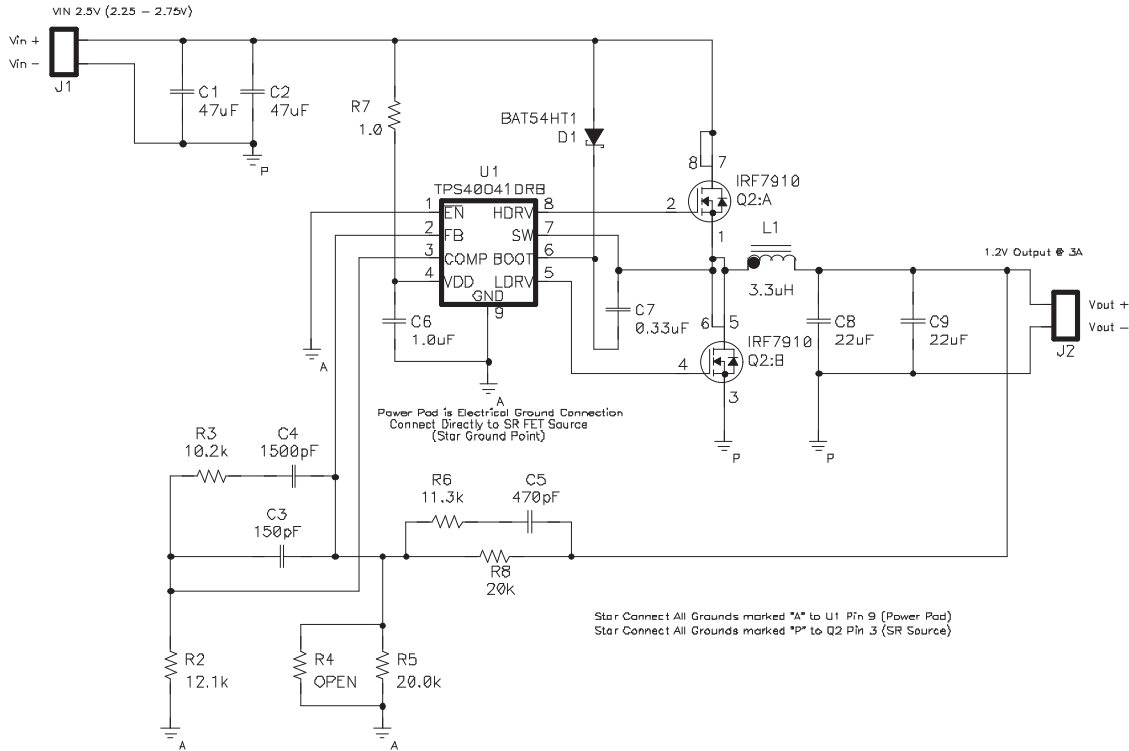 VIN 2.5V (2.25 – 2.75V)
Vin +
Vin –
J1
C1
47uF
C2
47uF
P
R7
1.0
BAT54HT1
D1
U1
TPS40041DRB
1 EN HDRV 8
2 FB SW 7
3 COMP BOOT 6
4 VDD LDRV 5
GND
9
8 7
IRF7910
Q2:A
2
1
L1
3.3uH
1.2V Output @ 3A
Vout +
Vout –
J2
C6
1.0uF
C7
0.33uF
6 5
IRF7910
Q2:B
4
3
C8
22uF
C9
22uF
A
A
P
P
Power Pad is Electrical Ground Connection
Connect Directly to SR FET Source
(Star Ground Point)
R3
10.2k
C4
1500pF
C3
150pF
R6
11.3k
C5
470pF
R8
20k
Star Connect All Grounds marked "A" to U1 Pin 9 (Power Pad)
Star Connect All Grounds marked "P" to Q2 Pin 3 (SR Source)
R2
12.1k
R4
OPEN
R5
20.0k
A
A